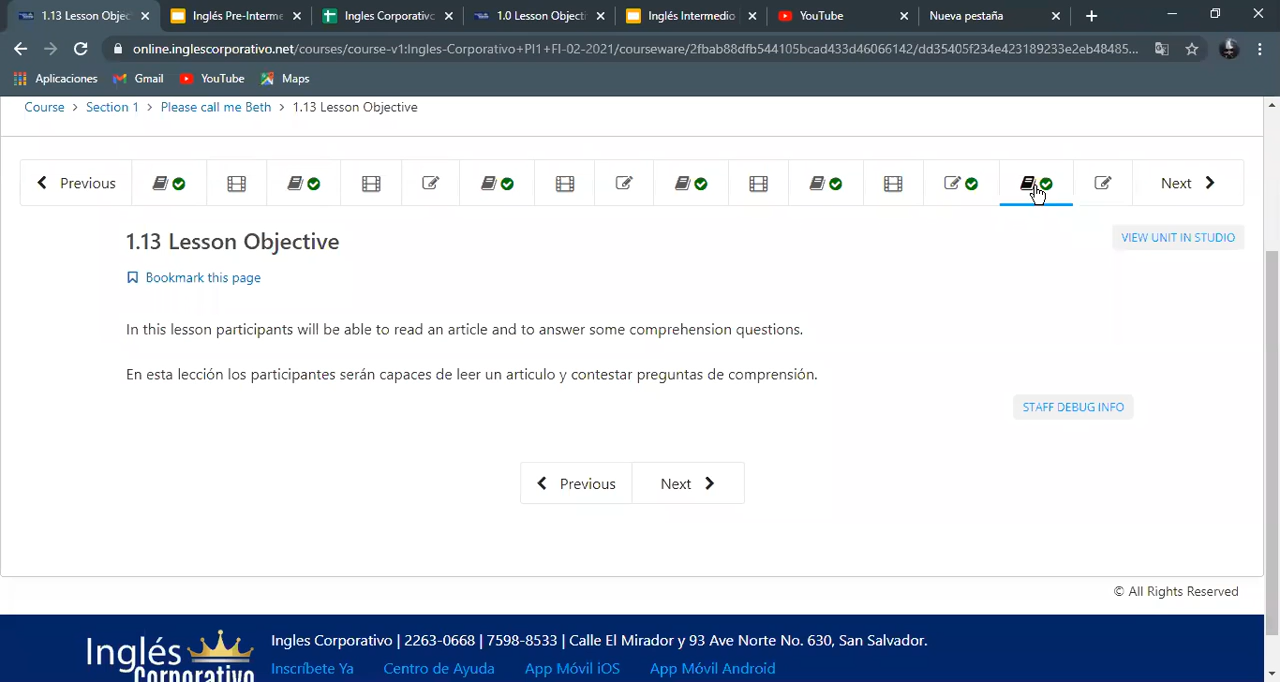 1.13 Lesson Objec
Inglés Pre-Interme
Ingles Corporativo
1.0 Lesson Objecti
Inglés Intermedio
YouTube
Nueva pestaña
online.inglescorporativo.net/courses/course-v1:Ingles-Corporativo+PI1+FI-02-2021/courseware/2fbab88dfb544105bcad433d46066142/dd35405f234e423189233e2eb48485...
Aplicaciones Gmail YouTube Maps
Course > Section 1 > Please call me Beth > 1.13 Lesson Objective
Previous
Next
1.13 Lesson Objective
VIEW UNIT IN STUDIO
Bookmark this page
In this lesson participants will be able to read an article and to answer some comprehension questions.
En esta lección los participantes serán capaces de leer un articulo y contestar preguntas de comprensión.
STAFF DEBUG INFO
Previous
Next
© All Rights Reserved
Inglés
Corporativo
Ingles Corporativo | 2263-0668 | 7598-8533 | Calle El Mirador y 93 Ave Norte No. 630, San Salvador.
Inscríbete Ya Centro de Ayuda App Móvil iOS App Móvil Android